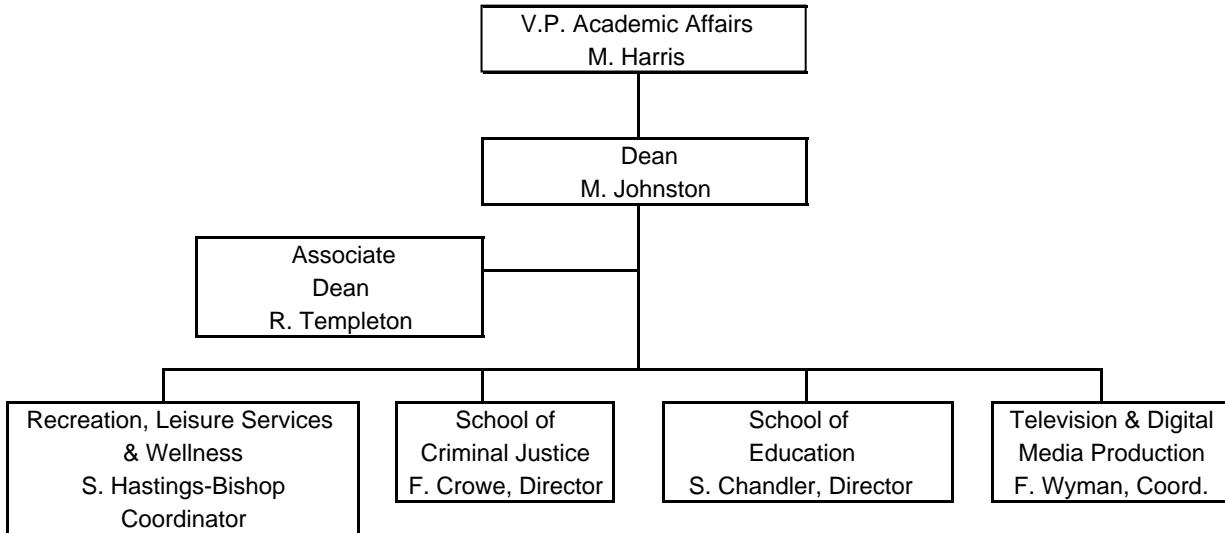 V.P. Academic Affairs
M. Harris
Dean
M. Johnston
Associate
Dean
R. Templeton
Recreation, Leisure Services
& Wellness
S. Hastings-Bishop
Coordinator
School of
Criminal Justice
F. Crowe, Director
School of
Education
S. Chandler, Director
Television & Digital
Media Production
F. Wyman, Coord.